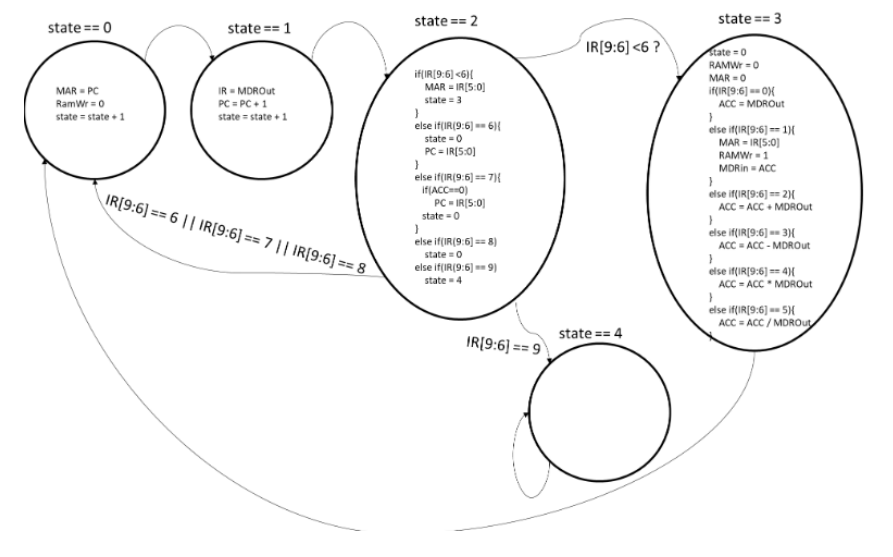 state == 0
MAR = PC
RamWr = 0
state = state + 1
state == 1
IR = MDROut
PC = PC + 1
state = state + 1
state == 2
if(IR[9:6] <6){
MAR = IR[5:0]
state = 3
}
else if(IR(9:6] == 6){
state = 0
PC = IR[5:0]
}
else if(IR(9:6] == 7){
if(ACC==0)
PC = IR[5:0]
state = 0
}
else if(IR(9:6] == 8)
state = 0
else if(IR(9:6] == 9)
state = 4
IR[9:6] <6 ?
state == 3
state = 0
RAMWr = 0
MAR = 0
if(IR[9:6] == 0){
ACC = MDROut
}
else if(IR[9:6] == 1){
MAR = IR[5:0]
RAMWr = 1
MDRin = ACC
}
else if(IR[9:6] == 2){
ACC = ACC + MDROut
}
else if(IR[9:6] == 3){
ACC = ACC - MDROut
}
else if(IR[9:6] == 4){
ACC = ACC * MDROut
}
else if(IR[9:6] == 5){
ACC = ACC / MDROut
}
IR[9:6] == 6 || IR[9:6] == 7 || IR[9:6] == 8
IR[9:6] == 9
state == 4